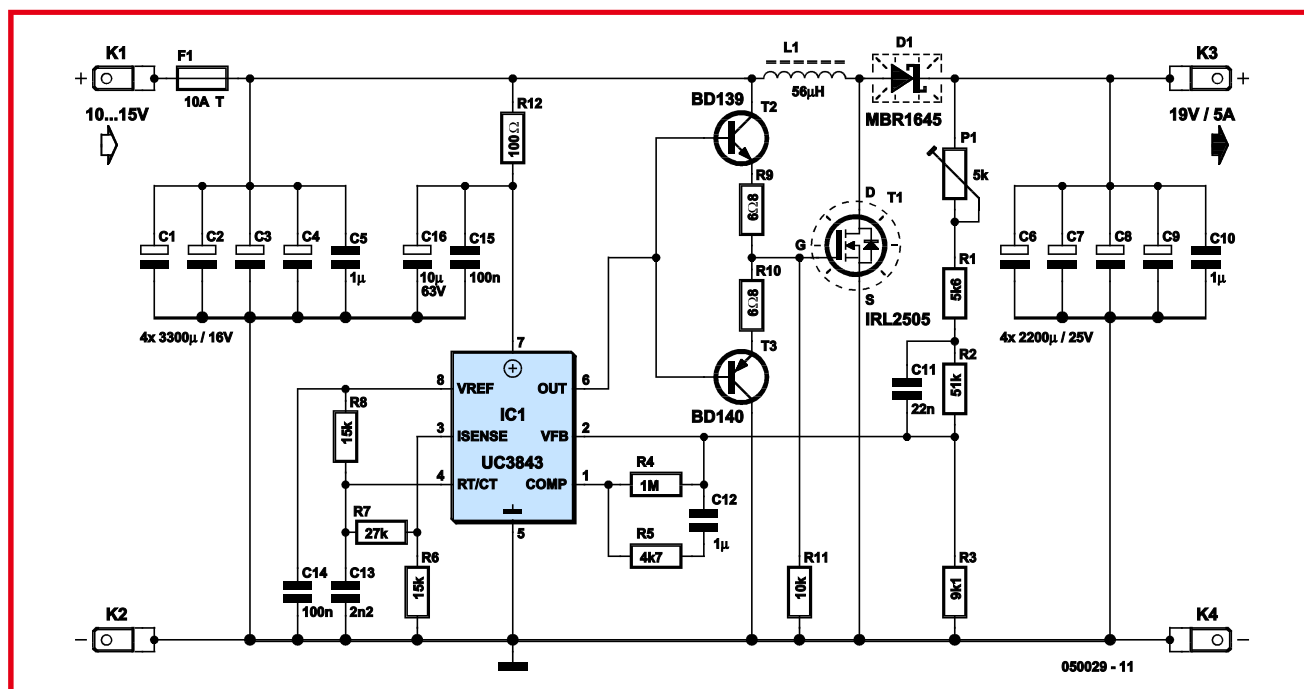 K1
F1
+
10A T
10...15V
R12
100Ω
BD139
T2
L1
56µH
D1
MBR1645
K3
+
19V / 5A
P1
5k
R9
6Ω8
D
T1
G
R10
6Ω8
S
IRL2505
R1
5k6
C1
C2
C3
C4
C5
1µ
C16
10µ
63V
C15
100n
4x 3300µ / 16V
C6
C7
C8
C9
C10
1µ
4x 2200µ / 25V
T3
BD140
C11
22n
R2
51k
7
8
VREF
OUT
6
IC1
3
ISENSE
VFB
2
UC3843
4
RT/CT
COMP
1
5
R8
15k
R7
27k
R6
15k
C14
100n
C13
2n2
R4
1M
R5
4k7
C12
1µ
R11
10k
R3
9k1
K2
–
K4
–
050029 - 11